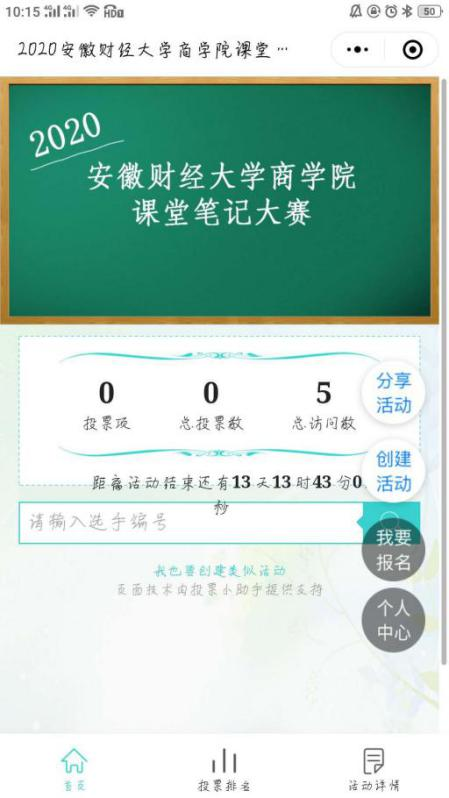 10:15 4G 4G HD1 50
2020安徽财经大学商学院课堂…
2020
安徽财经大学商学院
课堂笔记大赛
0 0 5
投票项 总投票数 总访问数
分享
活动
创建
活动
距离活动结束还有13天13时43分0
秒
请输入选手编号
我要
报名
我也要创建类似活动
页面技术由投票小助手提供支持
个人
中心
首页 投票排名 活动详情